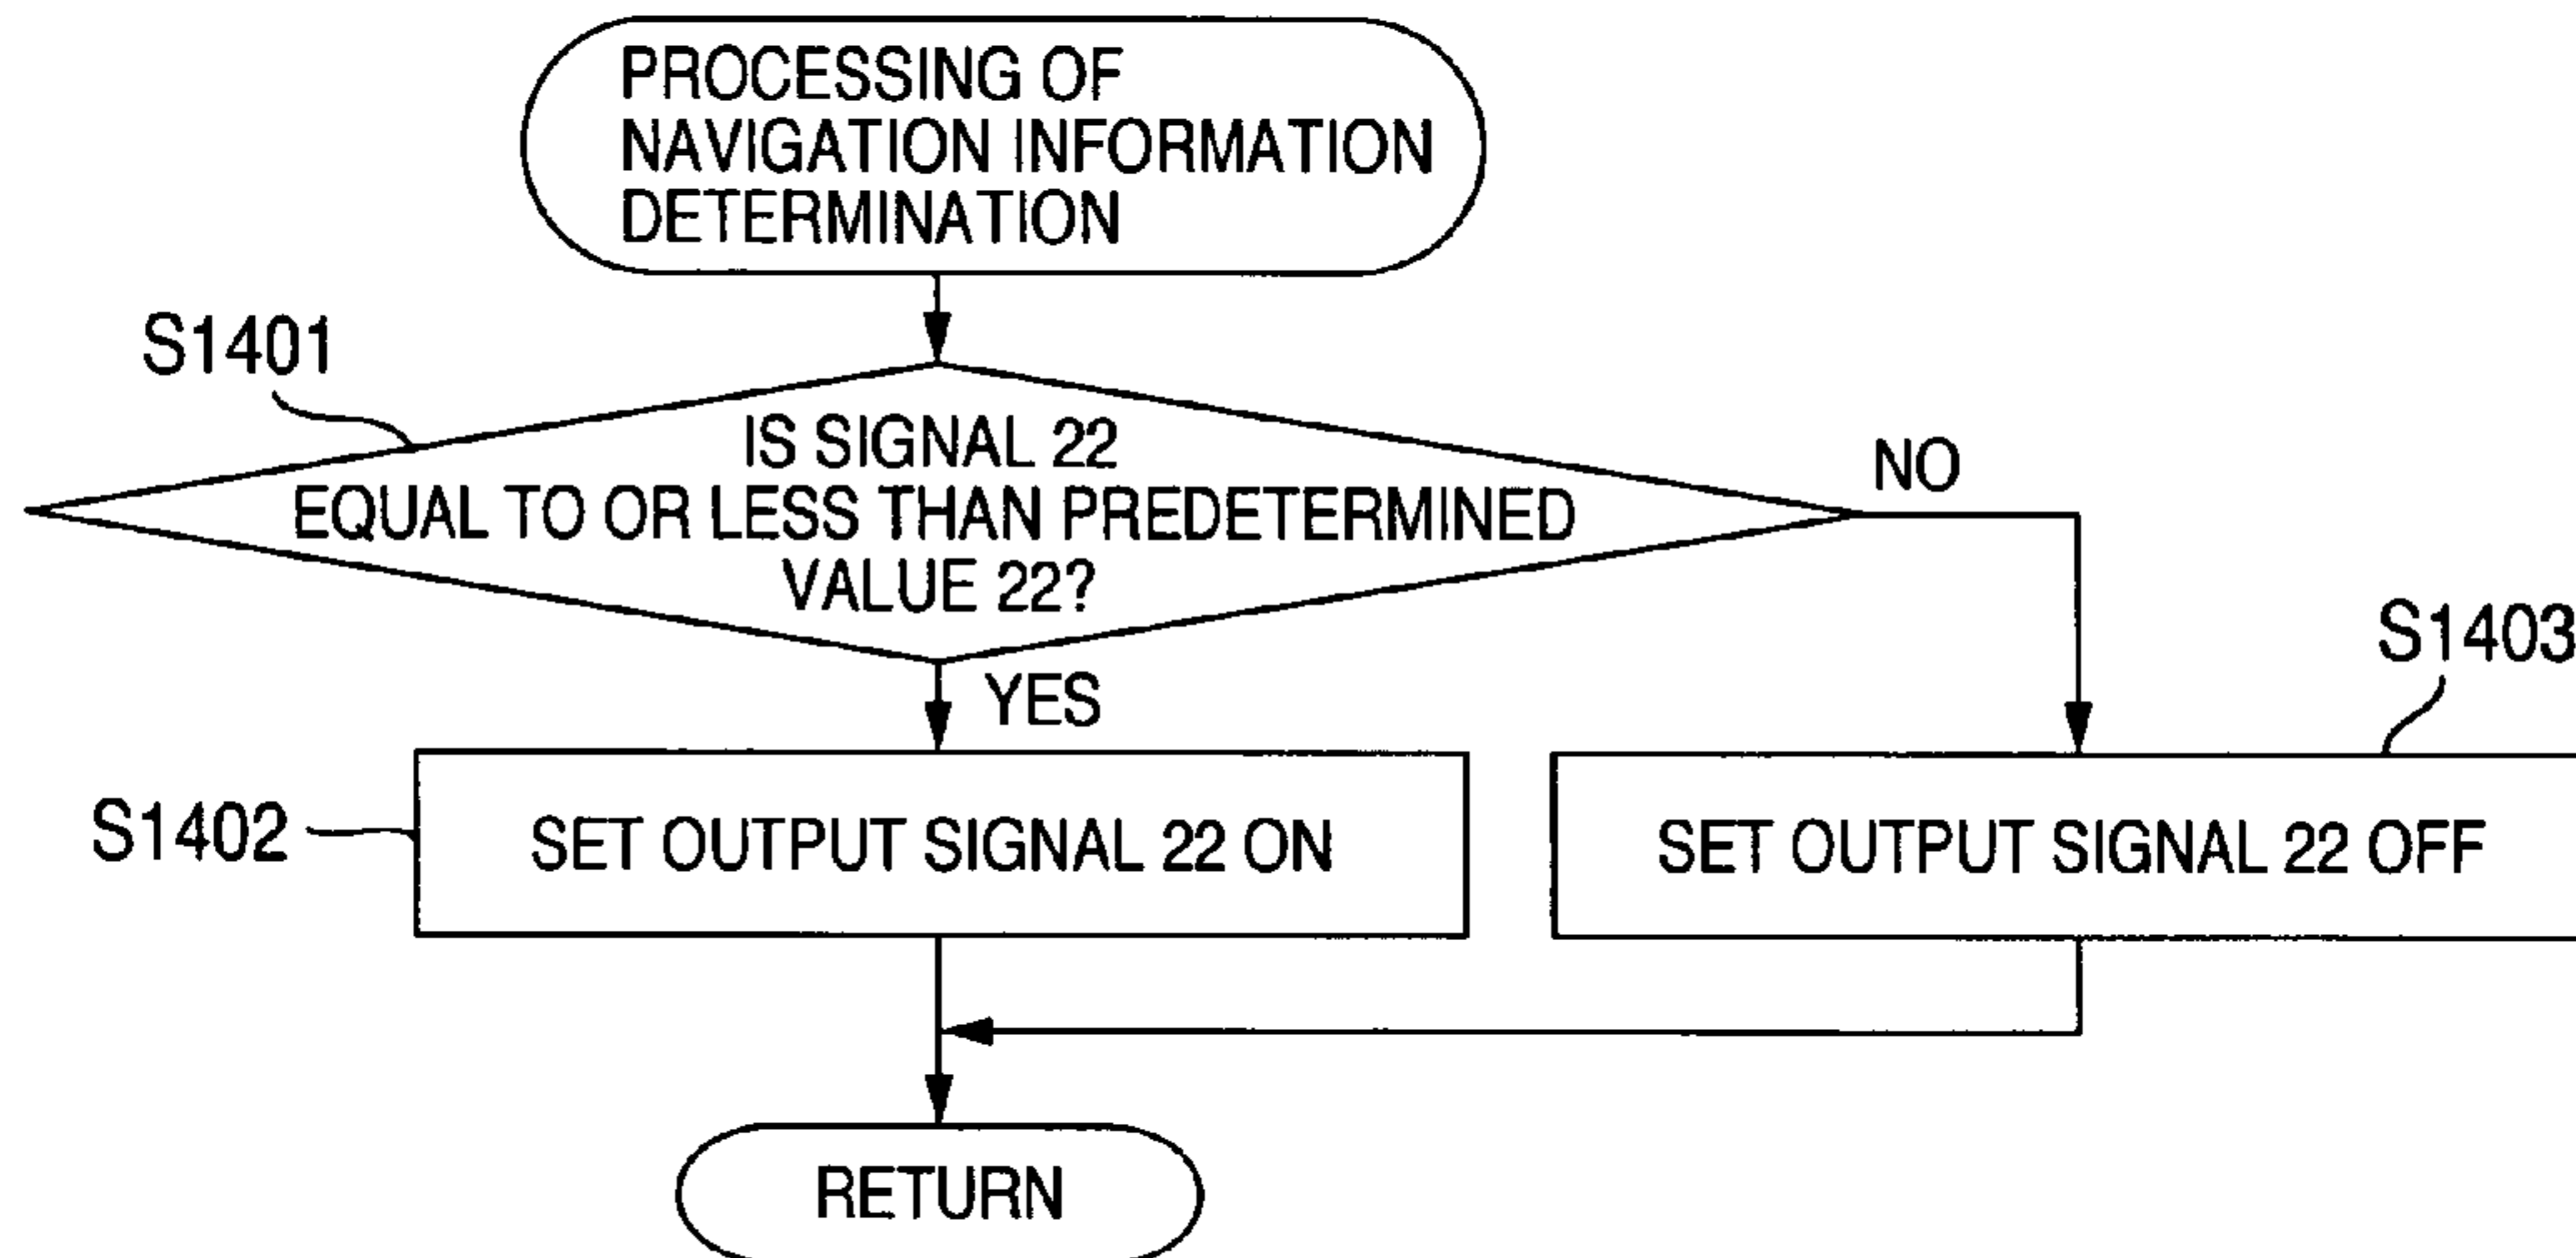 PROCESSING OF
NAVIGATION INFORMATION
DETERMINATION
S1401
IS SIGNAL 22
EQUAL TO OR LESS THAN PREDETERMINED
VALUE 22?
NO
YES
S1403
S1402
SET OUTPUT SIGNAL 22 ON
SET OUTPUT SIGNAL 22 OFF
RETURN